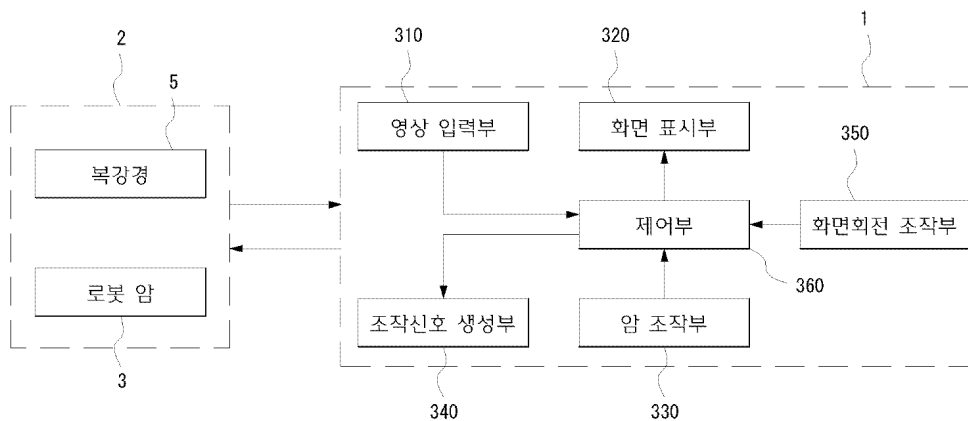 2
5
복강경
로봇 암
3
1
310
영상 입력부
320
화면 표시부
350
화면회전 조작부
제어부
360
조작신호 생성부
340
암 조작부
330